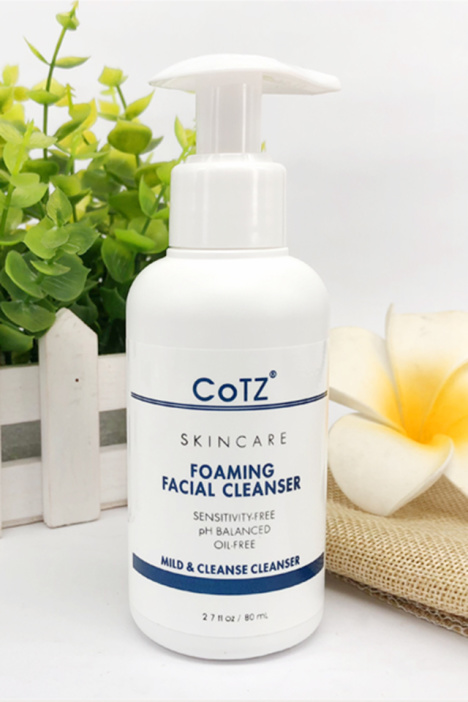 CoTZ®
SKINCARE
FOAMING
FACIAL CLEANSER
SENSITIVITY-FREE
pH BALANCED
OIL-FREE
MILD & CLEANSE CLEANSER
2 7 fl oz / 80 mL